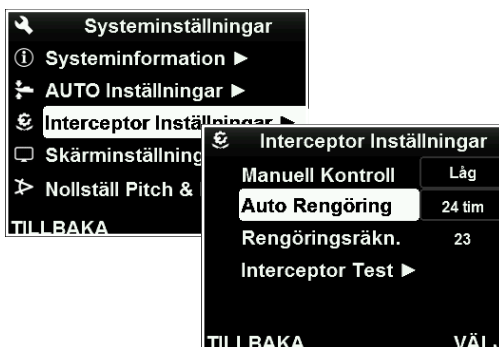 Systeminställningar
Systeminformation ▶
AUTO Inställningar ▶
Interceptor Inställningar ▶
Skärminställning
Nollställ Pitch &
TILLBAKA
Interceptor Inställningar
Manuell Kontroll Låg
Auto Rengöring 24 tim
Rengöringsräkn. 23
Interceptor Test ▶
TILLBAKA